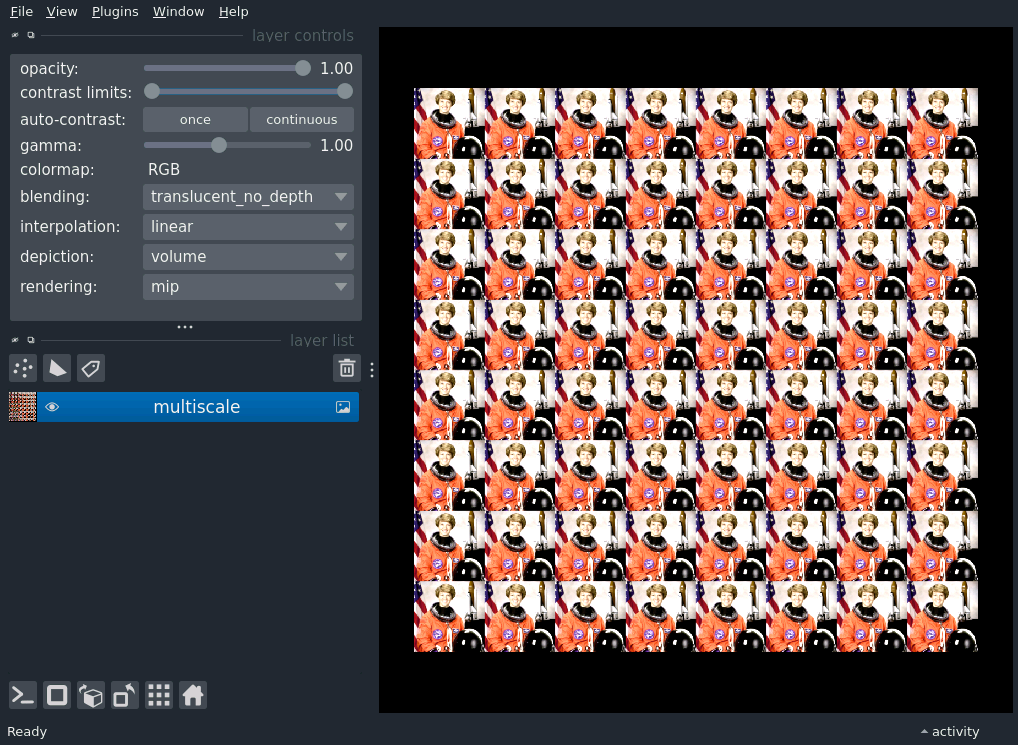 File View Plugins Window Help
layer controls
opacity: 1.00
contrast limits:
auto-contrast: once continuous
gamma: 1.00
colormap: RGB
blending: translucent_no_depth
interpolation: linear
depiction: volume
rendering: mip
layer list
multiscale
Ready activity